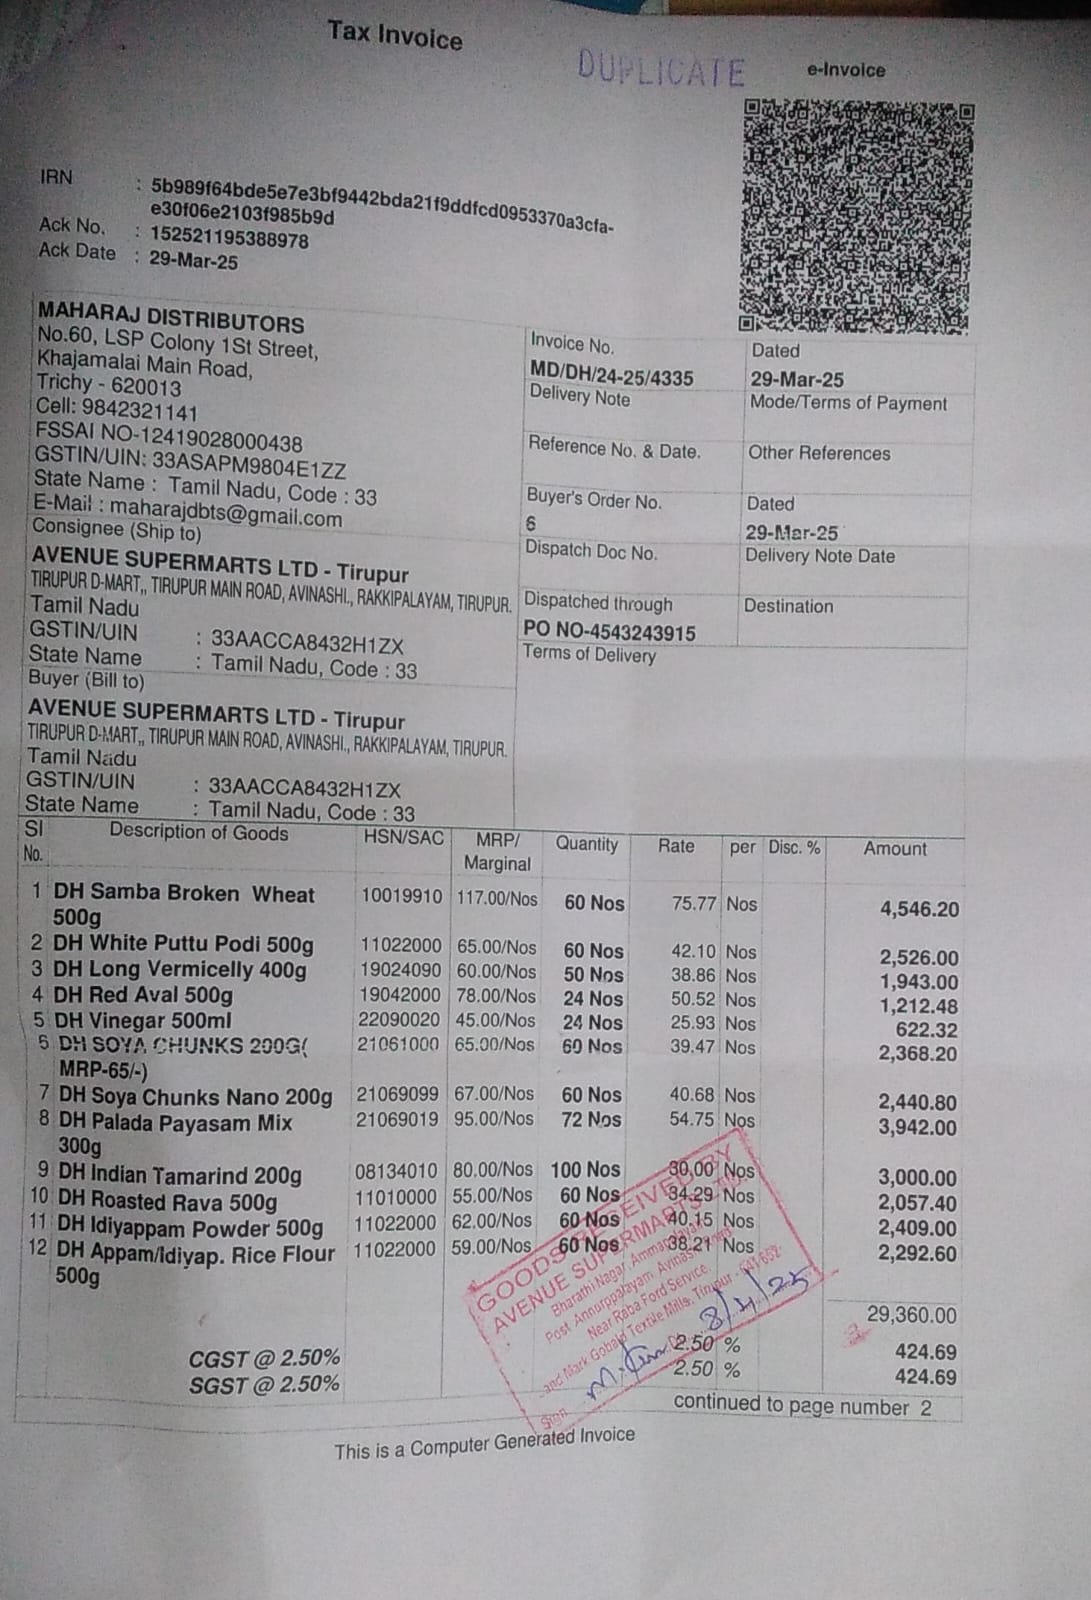 Tax Invoice
DUPLICATE
e-Invoice
IRN : 5b989f64bde5e7e3bf9442bda21f9ddfcd0953370a3cfa-
e30f06e2103f985b9d
Ack No. : 152521195388978
Ack Date : 29-Mar-25
MAHARAJ DISTRIBUTORS
No.60, LSP Colony 1St Street,
Khajamalai Main Road,
Trichy - 620013
Cell: 9842321141
FSSAI NO-12419028000438
GSTIN/UIN: 33ASAPM9804E1ZZ
State Name : Tamil Nadu, Code : 33
E-Mail : maharajdbts@gmail.com
Invoice No. Dated
MD/DH/24-25/4335 29-Mar-25
Delivery Note Mode/Terms of Payment
Reference No. & Date. Other References
Buyer's Order No. Dated
6 29-Mar-25
Dispatch Doc No. Delivery Note Date
Dispatched through Destination
PO NO-4543243915
Terms of Delivery
Consignee (Ship to)
AVENUE SUPERMARTS LTD - Tirupur
TIRUPUR D-MART,, TIRUPUR MAIN ROAD, AVINASHI., RAKKIPALAYAM, TIRUPUR.
Tamil Nadu
GSTIN/UIN : 33AACCA8432H1ZX
State Name : Tamil Nadu, Code : 33
Buyer (Bill to)
AVENUE SUPERMARTS LTD - Tirupur
TIRUPUR D-MART,, TIRUPUR MAIN ROAD, AVINASHI., RAKKIPALAYAM, TIRUPUR.
Tamil Nadu
GSTIN/UIN : 33AACCA8432H1ZX
State Name : Tamil Nadu, Code : 33
Sl Description of Goods HSN/SAC MRP/ Quantity Rate per Disc. % Amount
No. Marginal
1 DH Samba Broken Wheat 10019910 117.00/Nos 60 Nos 75.77 Nos 4,546.20
500g
2 DH White Puttu Podi 500g 11022000 65.00/Nos 60 Nos 42.10 Nos 2,526.00
3 DH Long Vermicelly 400g 19024090 60.00/Nos 50 Nos 38.86 Nos 1,943.00
4 DH Red Aval 500g 19042000 78.00/Nos 24 Nos 50.52 Nos 1,212.48
5 DH Vinegar 500ml 22090020 45.00/Nos 24 Nos 25.93 Nos 622.32
6 DH SOYA CHUNKS 200G( 21061000 65.00/Nos 60 Nos 39.47 Nos 2,368.20
MRP-65/-)
7 DH Soya Chunks Nano 200g 21069099 67.00/Nos 60 Nos 40.68 Nos 2,440.80
8 DH Palada Payasam Mix 21069019 95.00/Nos 72 Nos 54.75 Nos 3,942.00
300g
9 DH Indian Tamarind 200g 08134010 80.00/Nos 100 Nos 30.00 Nos 3,000.00
10 DH Roasted Rava 500g 11010000 55.00/Nos 60 Nos 34.29 Nos 2,057.40
11 DH Idiyappam Powder 500g 11022000 62.00/Nos 60 Nos 40.15 Nos 2,409.00
12 DH Appam/Idiyap. Rice Flour 11022000 59.00/Nos 60 Nos 38.21 Nos 2,292.60
500g
29,360.00
CGST @ 2.50% 2.50 % 424.69
SGST @ 2.50% 2.50 % 424.69
continued to page number 2
GOODS RECEIVED BY
AVENUE SUPERMARTS LTD.
Bharathi Nagar, Ammapalayam
Post Annuppalayam, Avinashi
Near Raba Ford Service
and Mark Gobald Textile Mills, Tirupur - 641 652.
Sign
8/4/25
This is a Computer Generated Invoice